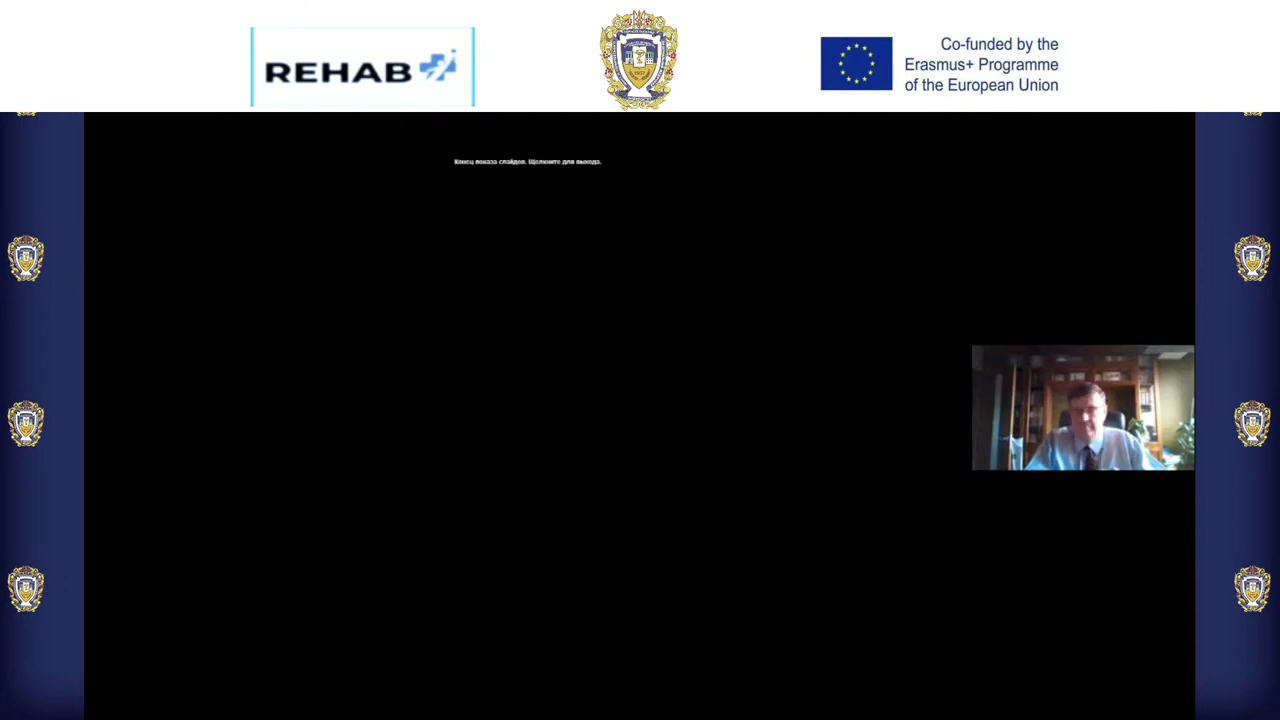 REHAB
Co-funded by the
Erasmus+ Programme
of the European Union
Конец показа слайдов. Щелкните для выхода.